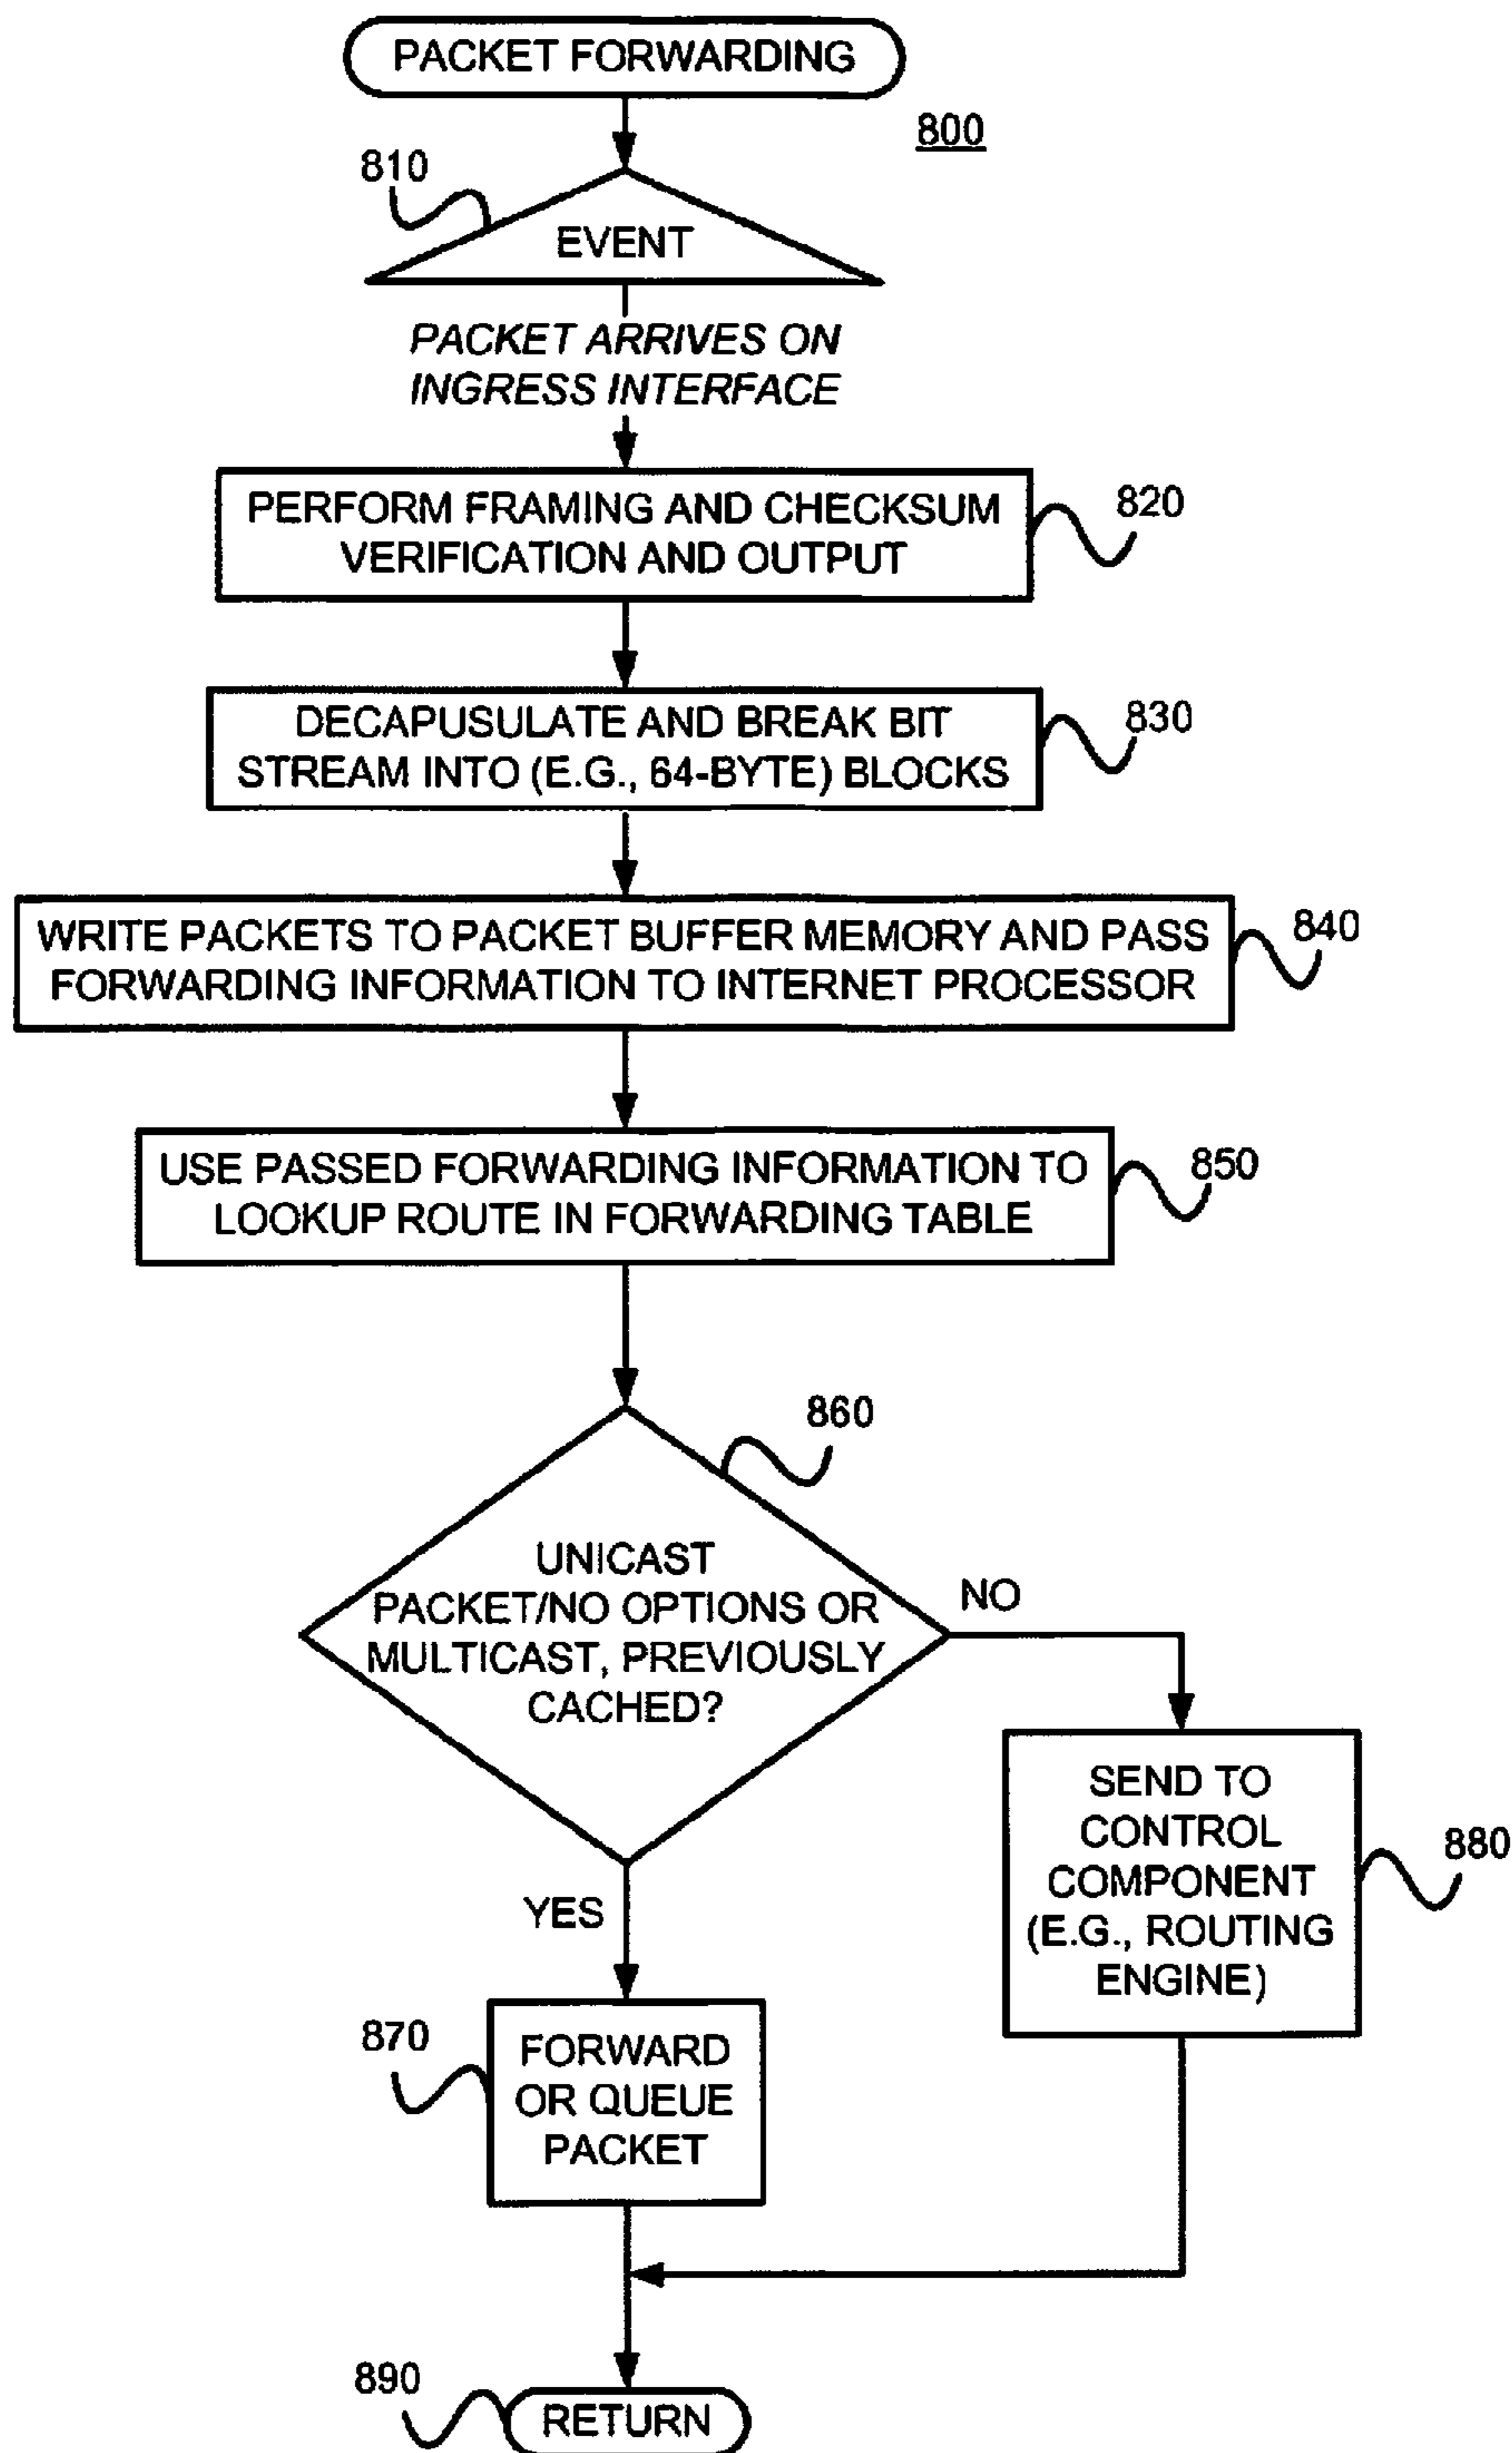 PACKET FORWARDING
800
810
EVENT
PACKET ARRIVES ON
INGRESS INTERFACE
PERFORM FRAMING AND CHECKSUM
VERIFICATION AND OUTPUT
820
DECAPUSULATE AND BREAK BIT
STREAM INTO (E.G., 64-BYTE) BLOCKS
830
WRITE PACKETS TO PACKET BUFFER MEMORY AND PASS
FORWARDING INFORMATION TO INTERNET PROCESSOR
840
USE PASSED FORWARDING INFORMATION TO
LOOKUP ROUTE IN FORWARDING TABLE
850
860
UNICAST
PACKET/NO OPTIONS OR
MULTICAST, PREVIOUSLY
CACHED?
NO
YES
SEND TO
CONTROL
COMPONENT
(E.G., ROUTING
ENGINE)
880
870
FORWARD
OR QUEUE
PACKET
890
RETURN